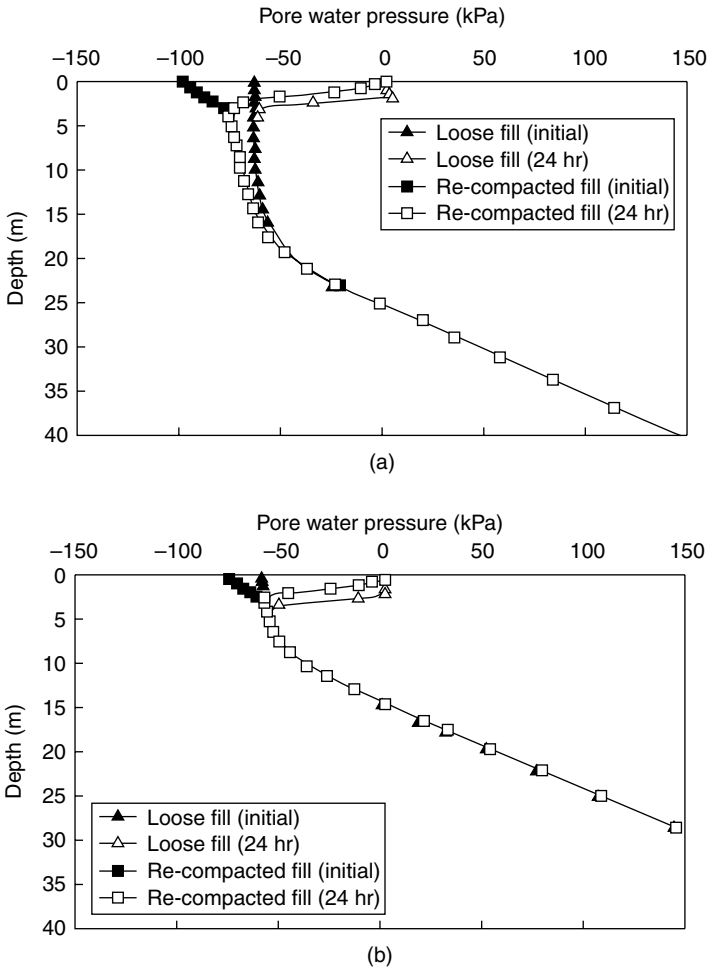 Pore water pressure (kPa)
−150 −100 −50 0 50 100 150
0
5
10
15
20
25
30
35
40
Depth (m)
Loose fill (initial)
Loose fill (24 hr)
Re-compacted fill (initial)
Re-compacted fill (24 hr)
(a)
Pore water pressure (kPa)
−150 −100 −50 0 50 100 150
0
5
10
15
20
25
30
35
40
Depth (m)
Loose fill (initial)
Loose fill (24 hr)
Re-compacted fill (initial)
Re-compacted fill (24 hr)
(b)